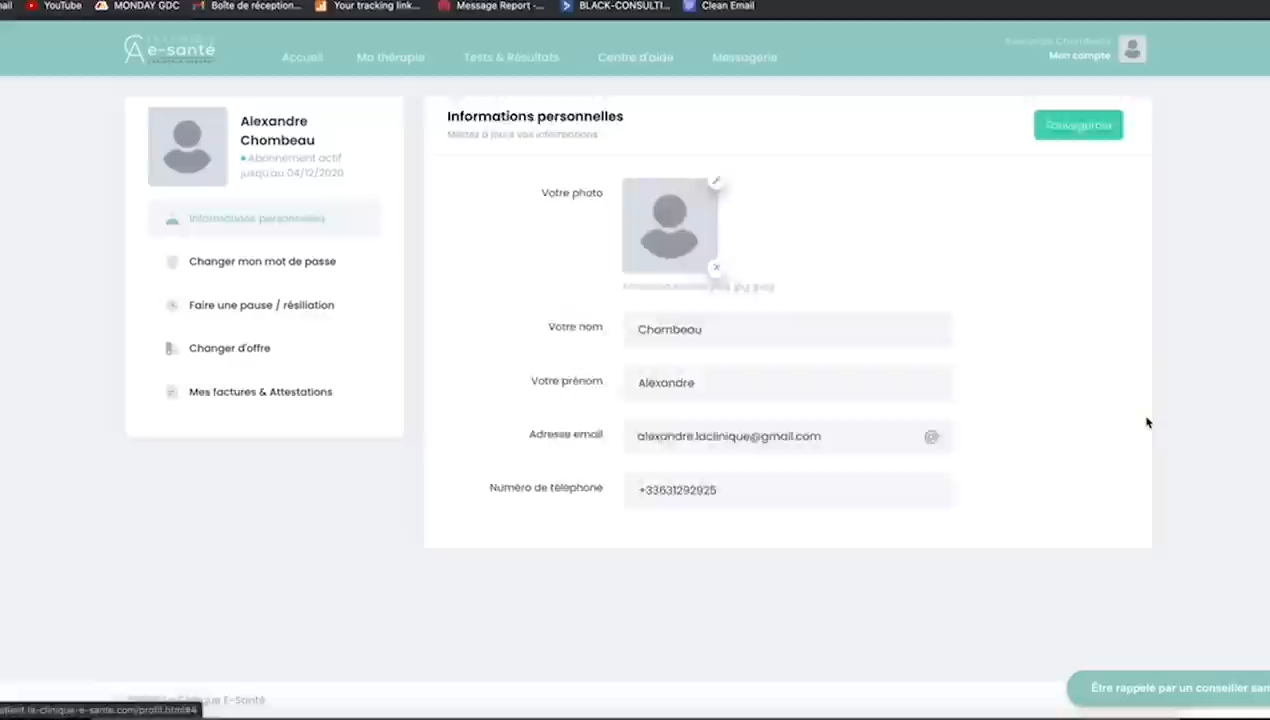 YouTube
MONDAY GDC
Boîte de réception...
Your tracking link...
Message Report -...
BLACK-CONSULTI...
Clean Email
e-santé
Accueil
Ma thérapie
Tests & Résultats
Centre d'aide
Messagerie
Alexandre Chombeau
Mon compte
Alexandre
Chombeau
Abonnement actif
jusqu'au 04/12/2020
Informations personnelles
Changer mon mot de passe
Faire une pause / résiliation
Changer d'offre
Mes factures & Attestations
Informations personnelles
Mettez à jours vos informations
Sauvegarder
Votre photo
Votre nom
Chombeau
Votre prénom
Alexandre
Adresse email
alexandre.laclinique@gmail.com
@
Numéro de téléphone
+33631292925
E-Santé
Être rappelé par un conseiller